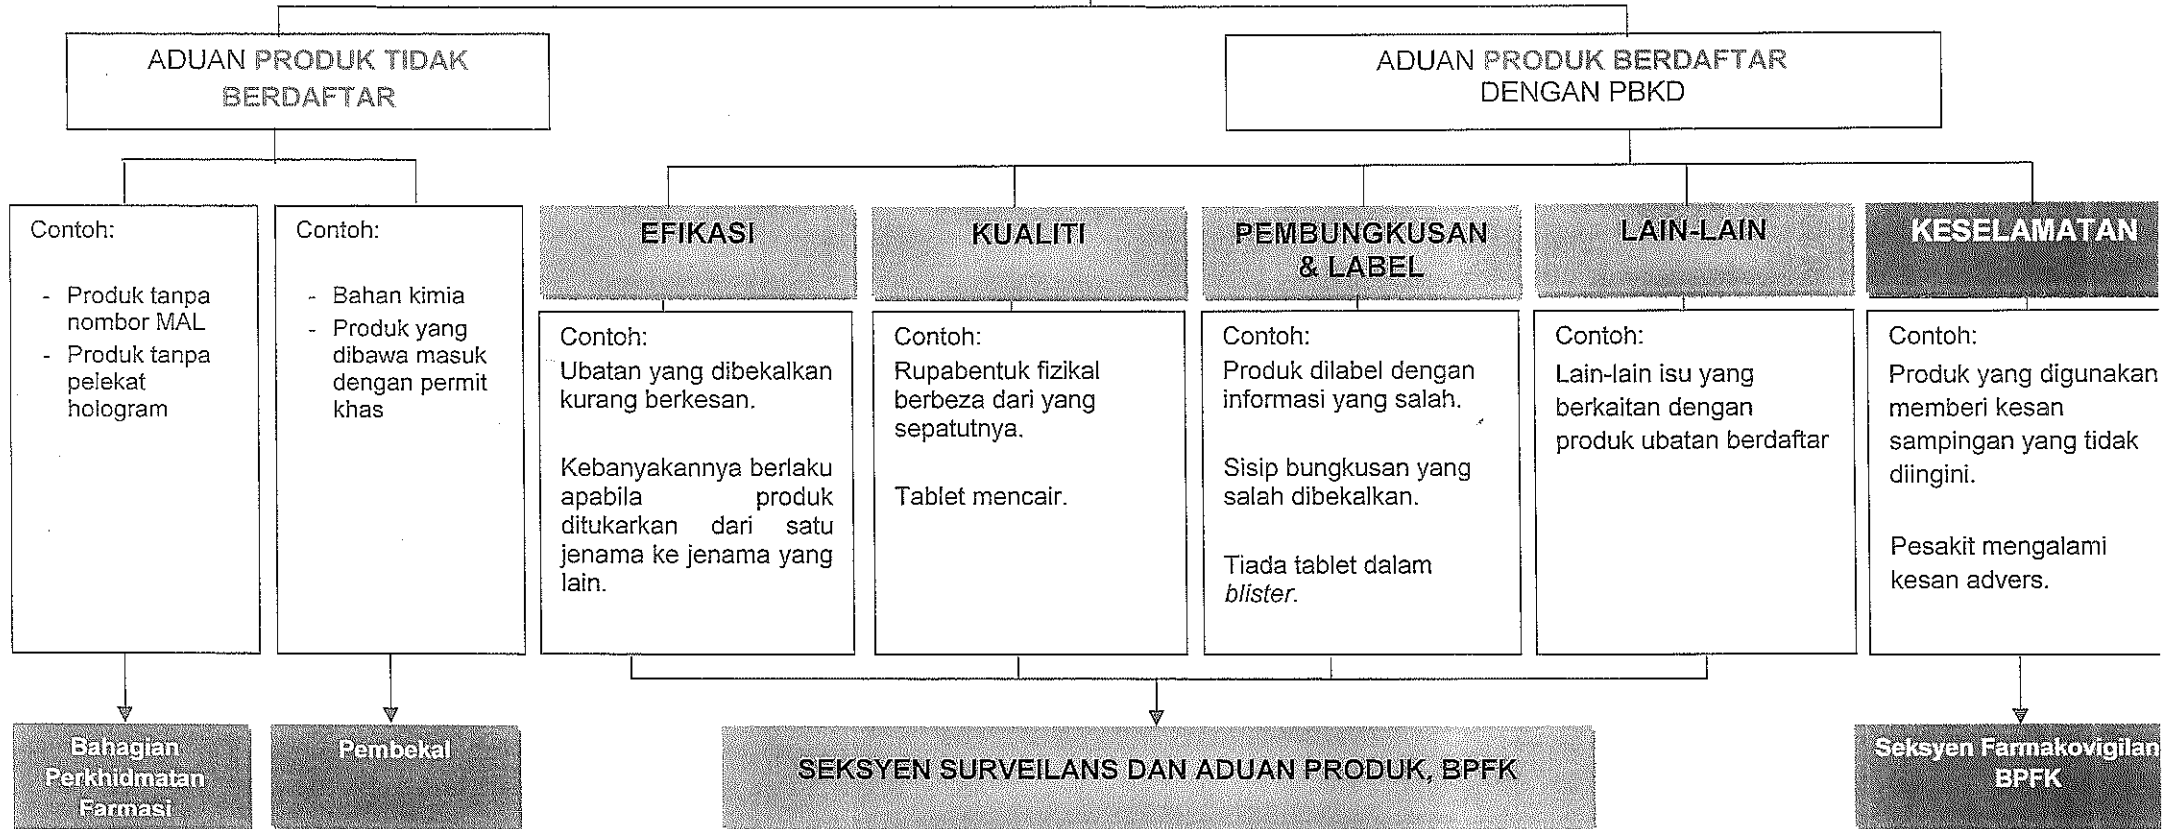 ADUAN PRODUK TIDAK
BERDAFTAR
ADUAN PRODUK BERDAFTAR
DENGAN PBKD
Contoh:
- Produk tanpa
nombor MAL
- Produk tanpa
pelekat
hologram
Contoh:
- Bahan kimia
- Produk yang
dibawa masuk
dengan permit
khas
EFIKASI
Contoh:
Ubatan yang dibekalkan
kurang berkesan.
Kebanyakannya berlaku
apabila produk
ditukarkan dari satu
jenama ke jenama yang
lain.
KUALITI
Contoh:
Rupabentuk fizikal
berbeza dari yang
sepatutnya.
Tablet mencair.
PEMBUNGKUSAN
& LABEL
Contoh:
Produk dilabel dengan
informasi yang salah.
Sisip bungkusan yang
salah dibekalkan.
Tiada tablet dalam
blister.
LAIN-LAIN
Contoh:
Lain-lain isu yang
berkaitan dengan
produk ubatan berdaftar
KESELAMATAN
Contoh:
Produk yang digunakan
memberi kesan
sampingan yang tidak
diingini.
Pesakit mengalami
kesan advers.
Bahagian
Perkhidmatan
Farmasi
Pembekal
SEKSYEN SURVEILANS DAN ADUAN PRODUK, BPFK
Seksyen Farmakovigilan
BPFK